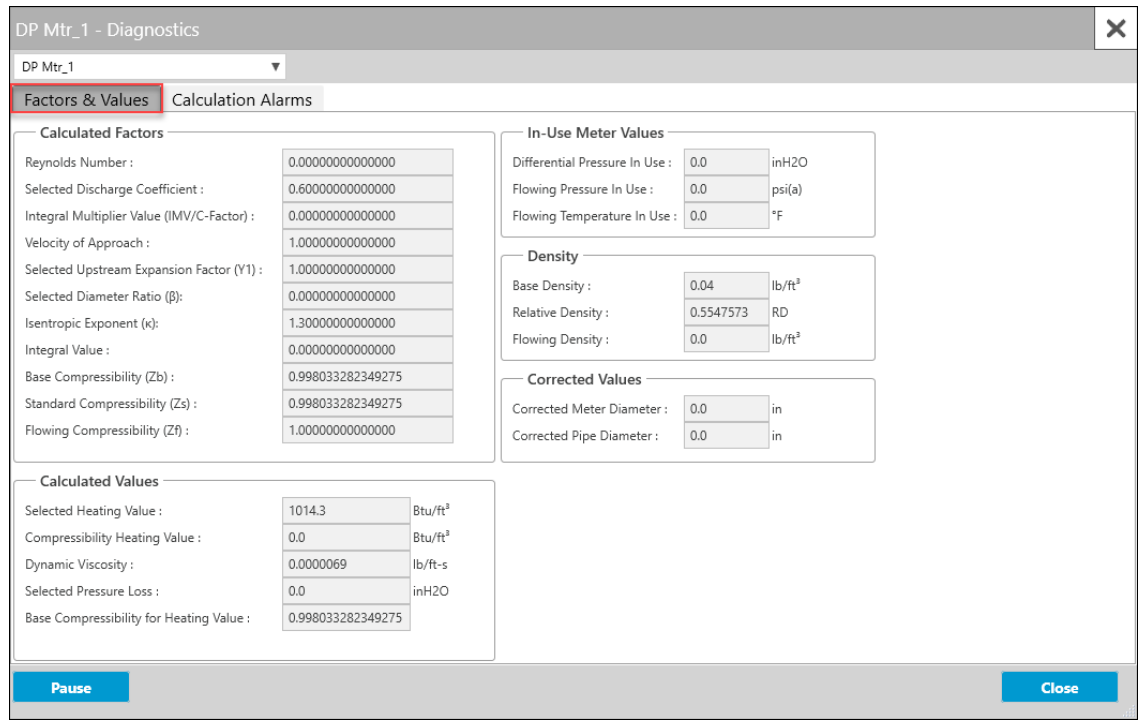 DP Mtr_1 - Diagnostics
DP Mtr_1
Factors & Values Calculation Alarms
Calculated Factors
Reynolds Number : 0.00000000000000
Selected Discharge Coefficient : 0.60000000000000
Integral Multiplier Value (IMV/C-Factor) : 0.00000000000000
Velocity of Approach : 1.00000000000000
Selected Upstream Expansion Factor (Y1) : 1.00000000000000
Selected Diameter Ratio (β): 0.00000000000000
Isentropic Exponent (κ): 1.30000000000000
Integral Value : 0.00000000000000
Base Compressibility (Zb) : 0.998033282349275
Standard Compressibility (Zs) : 0.998033282349275
Flowing Compressibility (Zf) : 1.00000000000000
Calculated Values
Selected Heating Value : 1014.3 Btu/ft³
Compressibility Heating Value : 0.0 Btu/ft³
Dynamic Viscosity : 0.0000069 lb/ft-s
Selected Pressure Loss : 0.0 inH2O
Base Compressibility for Heating Value : 0.998033282349275
In-Use Meter Values
Differential Pressure In Use : 0.0 inH2O
Flowing Pressure In Use : 0.0 psi(a)
Flowing Temperature In Use : 0.0 °F
Density
Base Density : 0.04 lb/ft³
Relative Density : 0.5547573 RD
Flowing Density : 0.0 lb/ft³
Corrected Values
Corrected Meter Diameter : 0.0 in
Corrected Pipe Diameter : 0.0 in
Pause Close